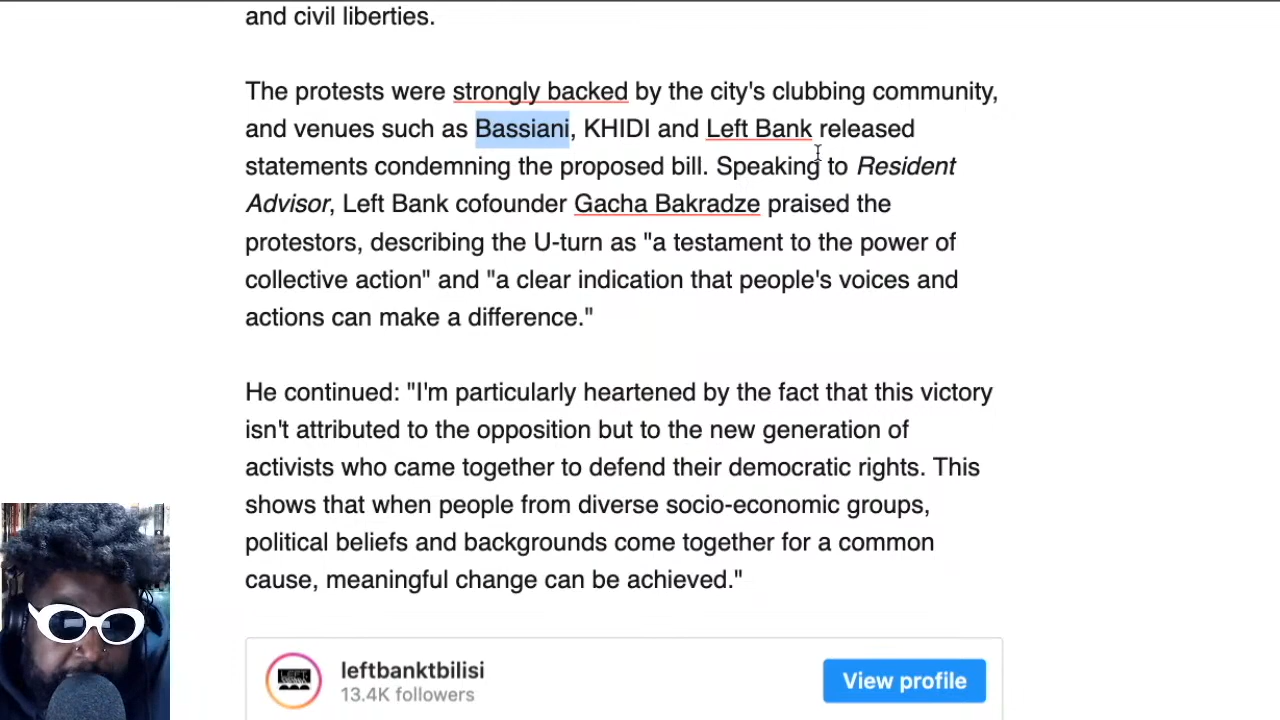 and civil liberties.
The protests were strongly backed by the city's clubbing community,
and venues such as Bassiani, KHIDI and Left Bank released
statements condemning the proposed bill. Speaking to Resident
Advisor, Left Bank cofounder Gacha Bakradze praised the
protestors, describing the U-turn as "a testament to the power of
collective action" and "a clear indication that people's voices and
actions can make a difference."
He continued: "I'm particularly heartened by the fact that this victory
isn't attributed to the opposition but to the new generation of
activists who came together to defend their democratic rights. This
shows that when people from diverse socio-economic groups,
political beliefs and backgrounds come together for a common
cause, meaningful change can be achieved."
leftbanktbilisi
13.4K followers
View profile